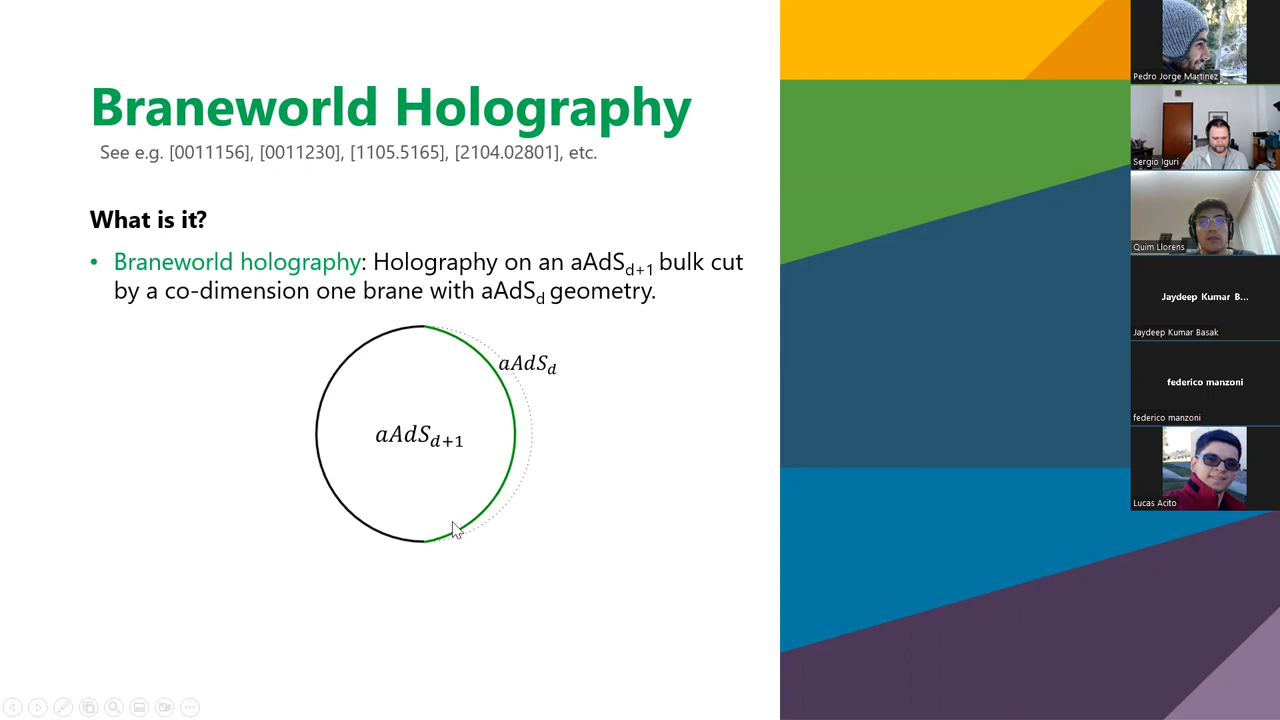 Braneworld Holography
See e.g. [0011156], [0011230], [1105.5165], [2104.02801], etc.
What is it?
• Braneworld holography: Holography on an aAdSd+1 bulk cut
by a co-dimension one brane with aAdSd geometry.
aAdSd
aAdSd+1
Pedro Jorge Martinez
Sergio Iguri
Quim Llorens
Jaydeep Kumar B...
Jaydeep Kumar Basak
federico manzoni
federico manzoni
Lucas Acito